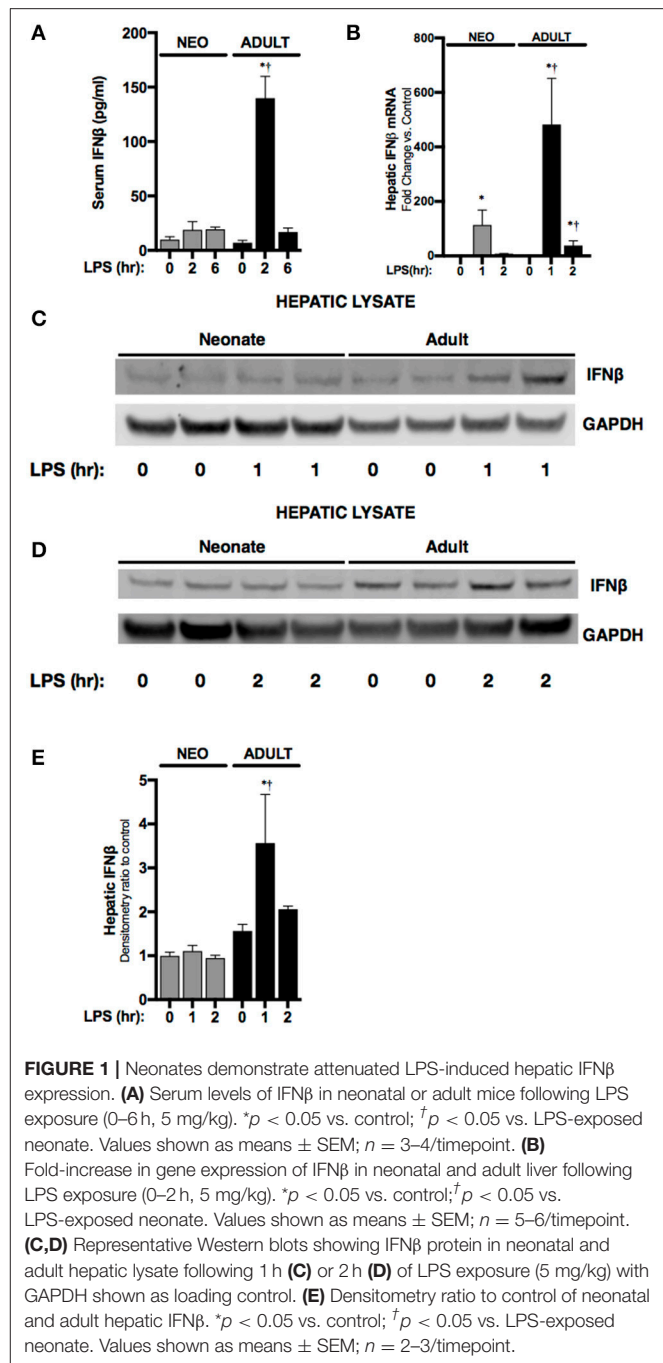 A
NEO ADULT
*†
Serum IFNβ (pg/ml)
200
150
100
50
0
0 2 6 0 2 6
LPS (hr):
B
NEO ADULT
*†
*
*†
Hepatic IFNβ mRNA
Fold Change vs. Control
800
600
400
200
0
0 1 2 0 1 2
LPS(hr):
HEPATIC LYSATE
C
Neonate Adult
IFNβ
GAPDH
LPS (hr): 0 0 1 1 0 0 1 1
HEPATIC LYSATE
D
Neonate Adult
IFNβ
GAPDH
LPS (hr): 0 0 2 2 0 0 2 2
E
NEO ADULT
*†
Hepatic IFNβ
Densitometry ratio to control
5
4
3
2
1
0
LPS (hr): 0 1 2 0 1 2
FIGURE 1 | Neonates demonstrate attenuated LPS-induced hepatic IFNβ
expression. (A) Serum levels of IFNβ in neonatal or adult mice following LPS
exposure (0–6 h, 5 mg/kg). *p < 0.05 vs. control; †p < 0.05 vs. LPS-exposed
neonate. Values shown as means ± SEM; n = 3–4/timepoint. (B)
Fold-increase in gene expression of IFNβ in neonatal and adult liver following
LPS exposure (0–2 h, 5 mg/kg). *p < 0.05 vs. control;†p < 0.05 vs.
LPS-exposed neonate. Values shown as means ± SEM; n = 5–6/timepoint.
(C,D) Representative Western blots showing IFNβ protein in neonatal and
adult hepatic lysate following 1 h (C) or 2 h (D) of LPS exposure (5 mg/kg) with
GAPDH shown as loading control. (E) Densitometry ratio to control of neonatal
and adult hepatic IFNβ. *p < 0.05 vs. control; †p < 0.05 vs. LPS-exposed
neonate. Values shown as means ± SEM; n = 2–3/timepoint.